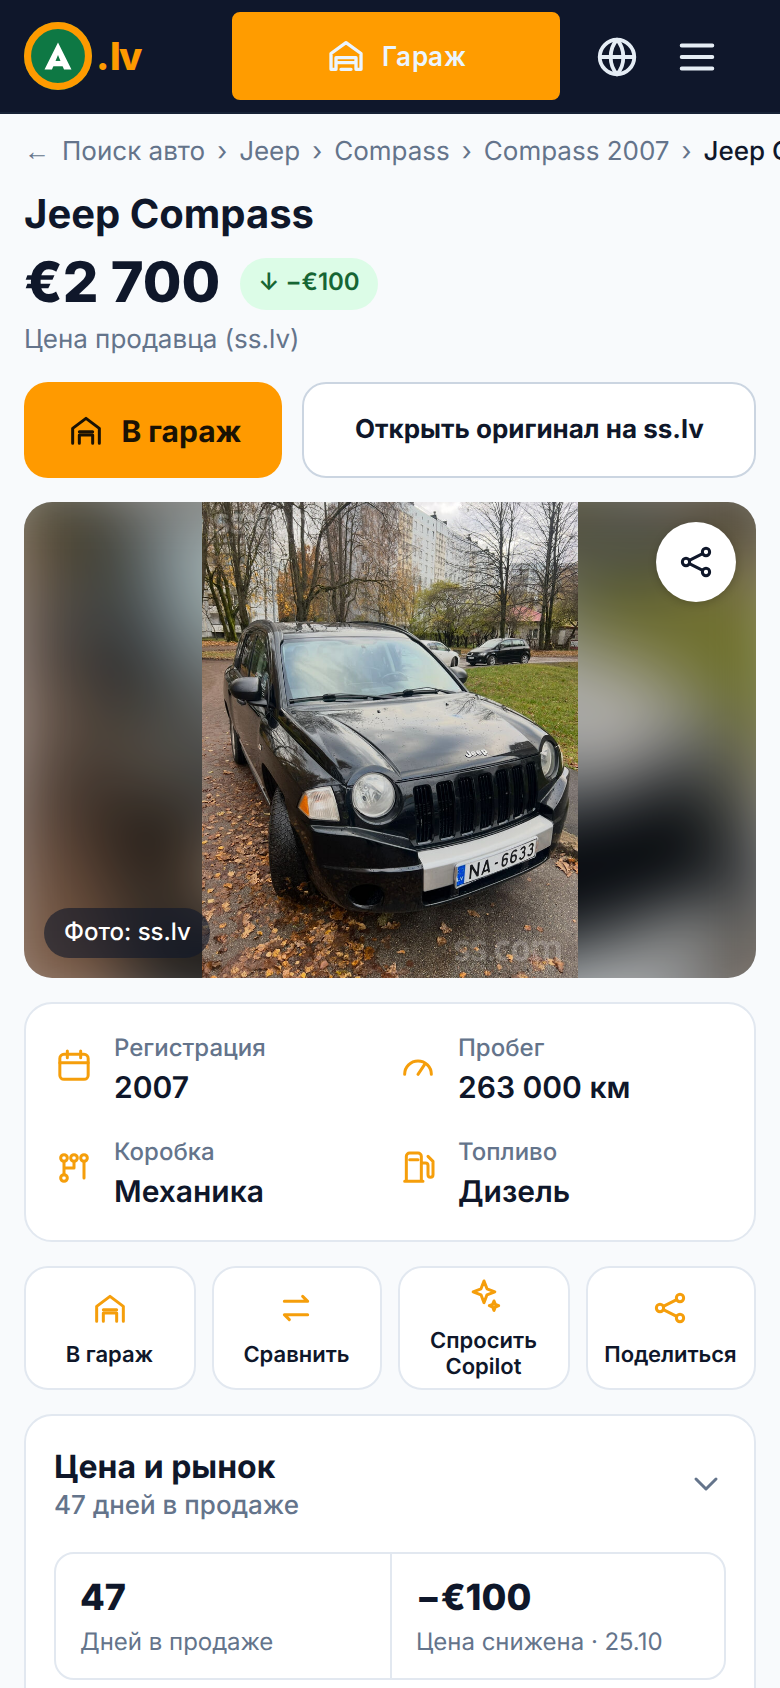 A .lv
Гараж
← Поиск авто › Jeep › Compass › Compass 2007 › Jeep
Jeep Compass
€2 700
↓ −€100
Цена продавца (ss.lv)
В гараж
Открыть оригинал на ss.lv
Jeep
NA-6633
ss.com
Фото: ss.lv
Регистрация
2007
Пробег
263 000 км
Коробка
Механика
Топливо
Дизель
В гараж
Сравнить
Спросить
Copilot
Поделиться
Цена и рынок
47 дней в продаже
47
Дней в продаже
−€100
Цена снижена · 25.10